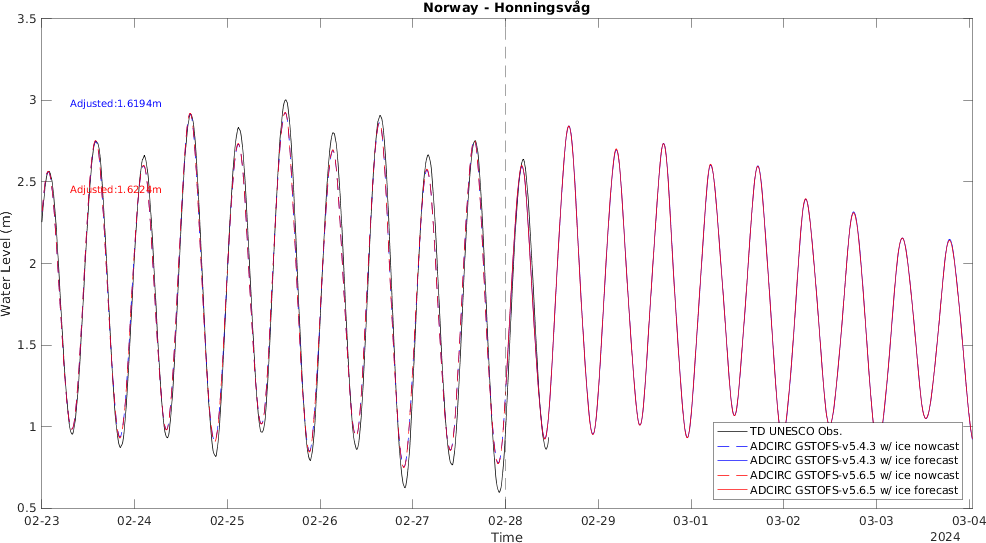 Norway - Honningsvåg
3.5
3
2.5
2
1.5
1
0.5
Water Level (m)
Adjusted:1.6194m
Adjusted:1.6224m
TD UNESCO Obs.
ADCIRC GSTOFS-v5.4.3 w/ ice nowcast
ADCIRC GSTOFS-v5.4.3 w/ ice forecast
ADCIRC GSTOFS-v5.6.5 w/ ice nowcast
ADCIRC GSTOFS-v5.6.5 w/ ice forecast
02-23 02-24 02-25 02-26 02-27 02-28 02-29 03-01 03-02 03-03 03-04
Time
2024